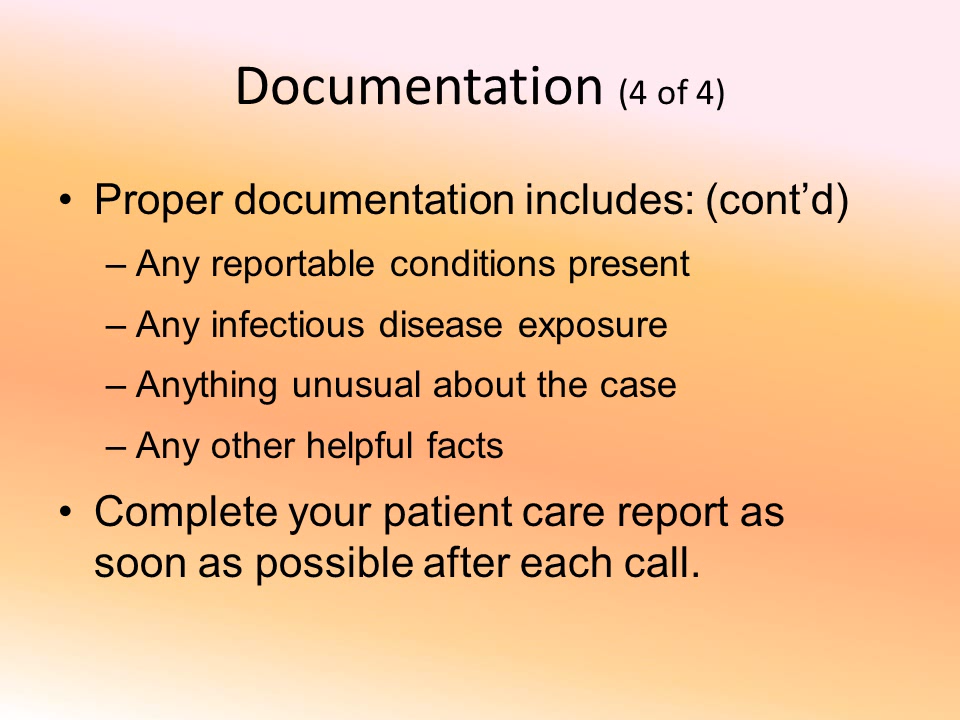 Documentation (4 of 4)
• Proper documentation includes: (cont’d)
– Any reportable conditions present
– Any infectious disease exposure
– Anything unusual about the case
– Any other helpful facts
• Complete your patient care report as
soon as possible after each call.